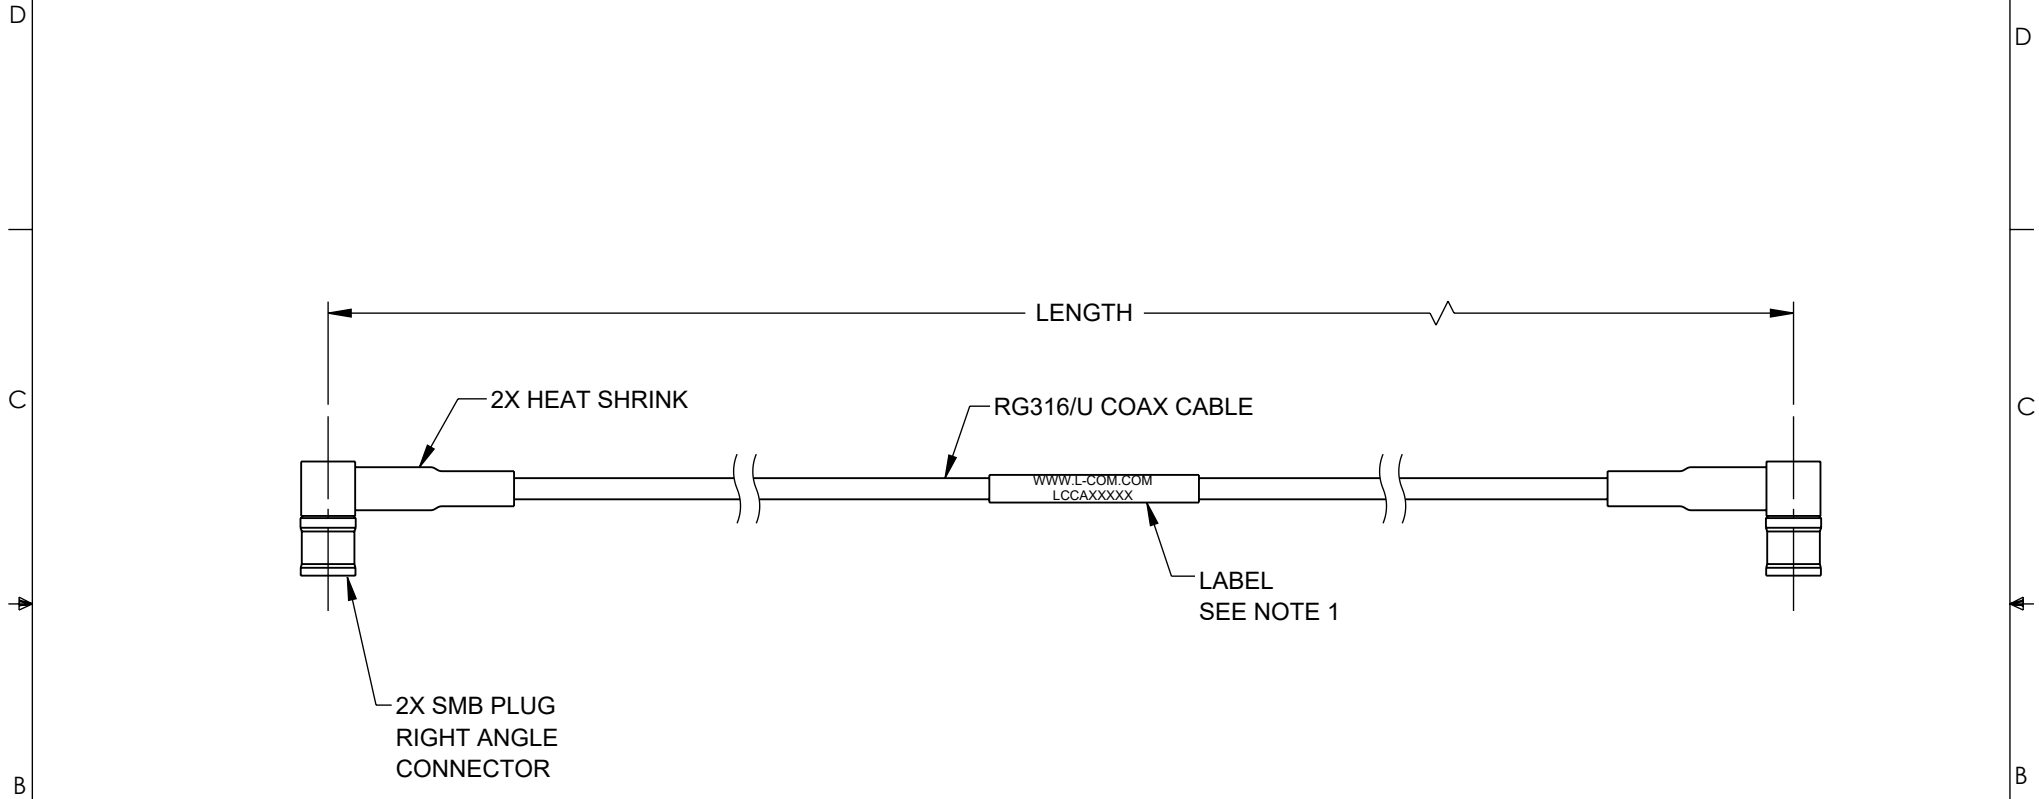 D
D
LENGTH
C
2X HEAT SHRINK
RG316/U COAX CABLE
C
WWW.L-COM.COM
LCCAXXXXX
LABEL
SEE NOTE 1
2X SMB PLUG
RIGHT ANGLE
CONNECTOR
B
B